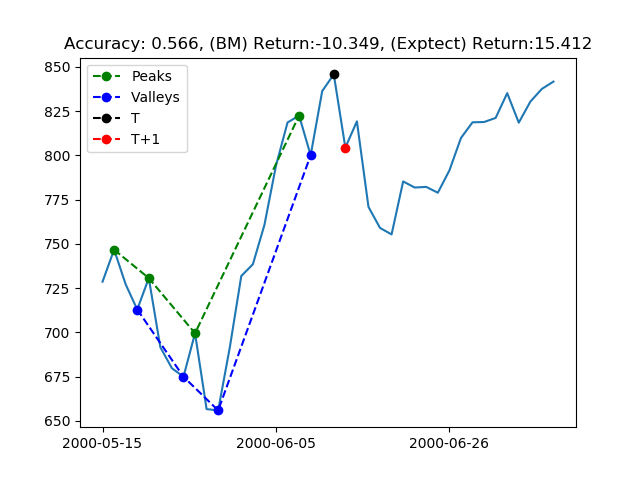 Accuracy: 0.566, (BM) Return:-10.349, (Exptect) Return:15.412
850
825
800
775
750
725
700
675
650
Peaks
Valleys
T
T+1
2000-05-15
2000-06-05
2000-06-26